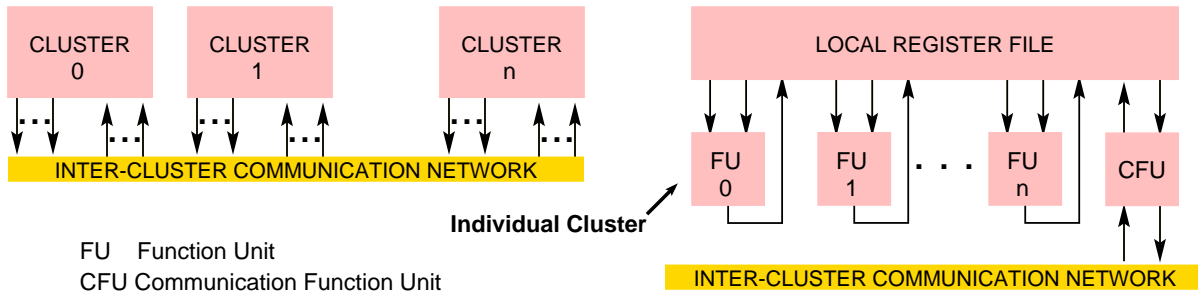 CLUSTER
0
CLUSTER
1
CLUSTER
n
...
...
...
...
...
...
INTER-CLUSTER COMMUNICATION NETWORK
FU Function Unit
CFU Communication Function Unit
Individual Cluster
LOCAL REGISTER FILE
FU
0
FU
1
. . .
FU
n
CFU
INTER-CLUSTER COMMUNICATION NETWORK